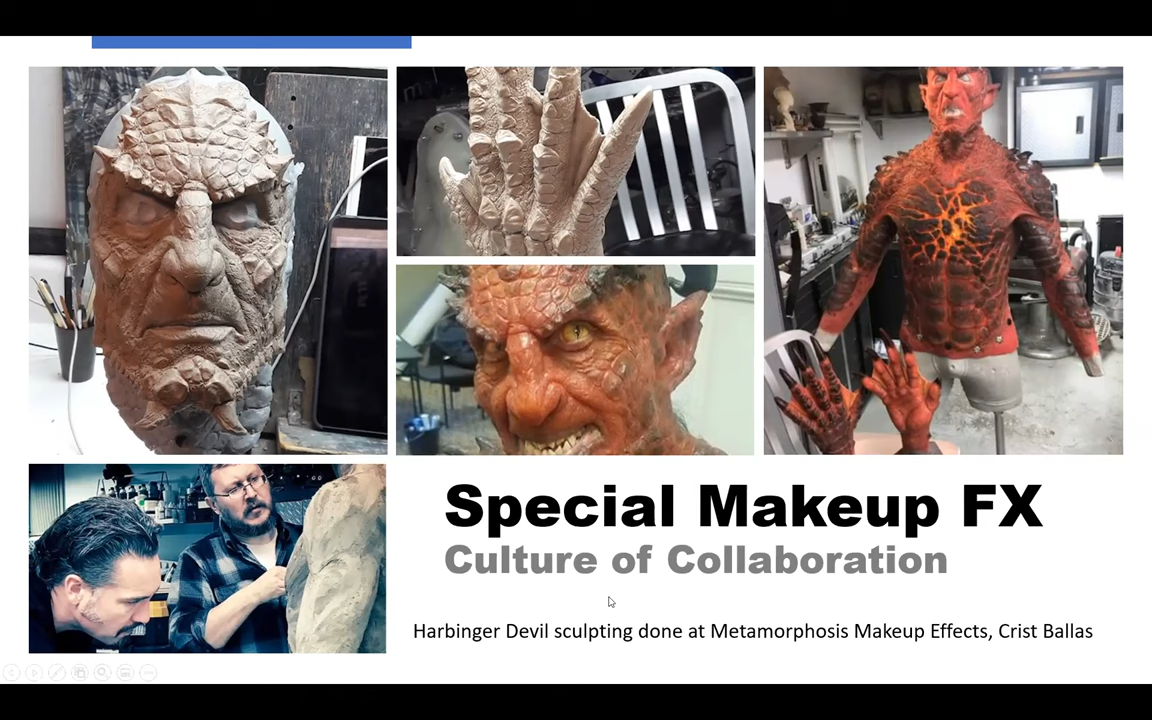 Special Makeup FX
Culture of Collaboration
Harbinger Devil sculpting done at Metamorphosis Makeup Effects, Crist Ballas